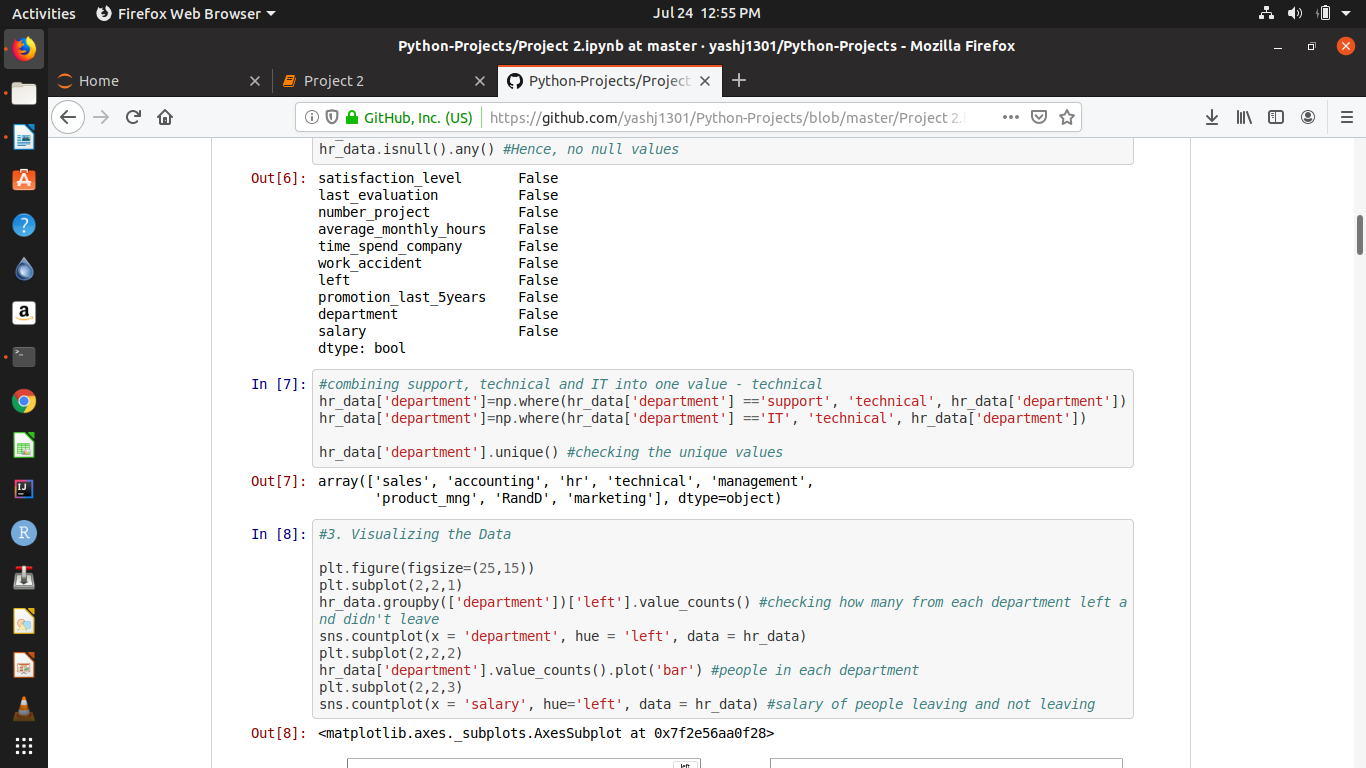 Activities Firefox Web Browser Jul 24 12:55 PM
Python-Projects/Project 2.ipynb at master · yashj1301/Python-Projects - Mozilla Firefox
Home Project 2 Python-Projects/Project
GitHub, Inc. (US) https://github.com/yashj1301/Python-Projects/blob/master/Project 2.
hr_data.isnull().any() #Hence, no null values
Out[6]: satisfaction_level False
last_evaluation False
number_project False
average_monthly_hours False
time_spend_company False
work_accident False
left False
promotion_last_5years False
department False
salary False
dtype: bool
In [7]: #combining support, technical and IT into one value - technical
hr_data['department']=np.where(hr_data['department'] =='support', 'technical', hr_data['department'])
hr_data['department']=np.where(hr_data['department'] =='IT', 'technical', hr_data['department'])
hr_data['department'].unique() #checking the unique values
Out[7]: array(['sales', 'accounting', 'hr', 'technical', 'management',
'product_mng', 'RandD', 'marketing'], dtype=object)
In [8]: #3. Visualizing the Data
plt.figure(figsize=(25,15))
plt.subplot(2,2,1)
hr_data.groupby(['department'])['left'].value_counts() #checking how many from each department left a
nd didn't leave
sns.countplot(x = 'department', hue = 'left', data = hr_data)
plt.subplot(2,2,2)
hr_data['department'].value_counts().plot('bar') #people in each department
plt.subplot(2,2,3)
sns.countplot(x = 'salary', hue='left', data = hr_data) #salary of people leaving and not leaving
Out[8]: <matplotlib.axes._subplots.AxesSubplot at 0x7f2e56aa0f28>
left